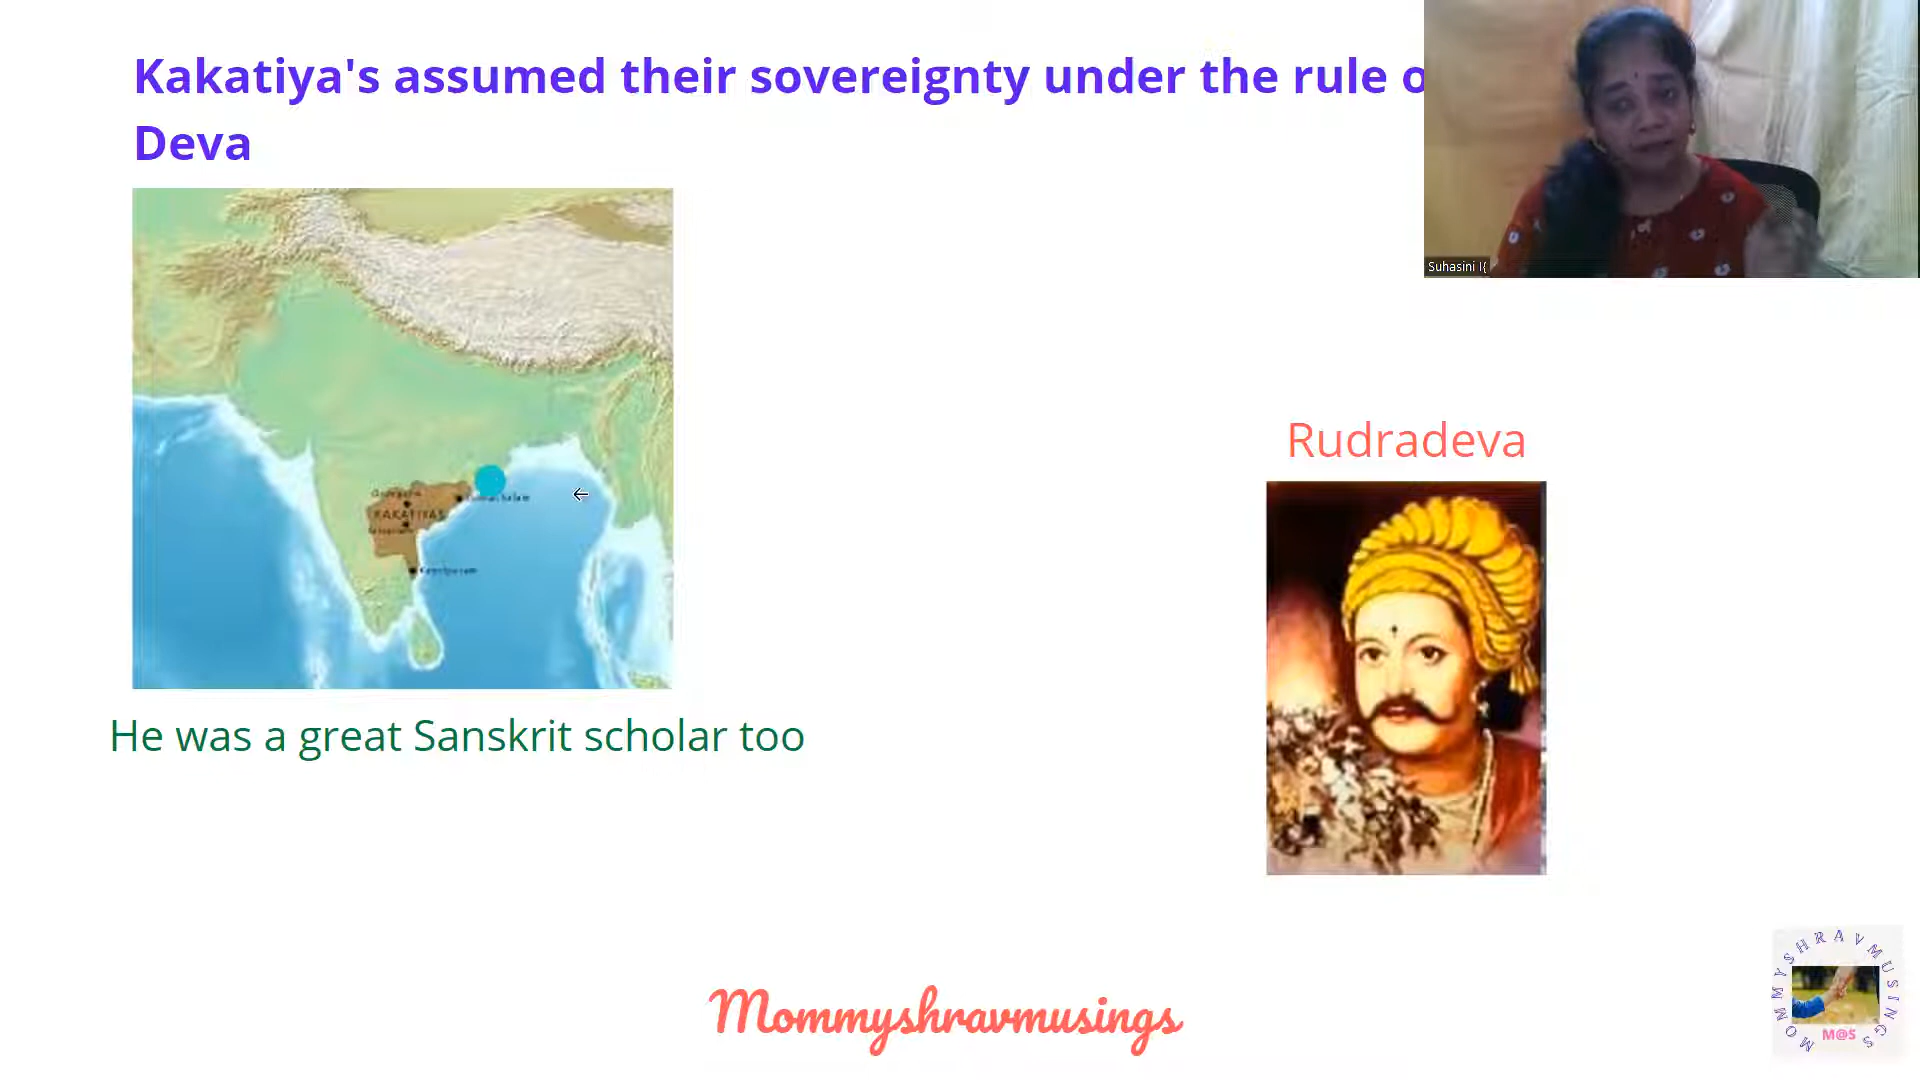 Kakatiya's assumed their sovereignty under the rule o
Deva
Suhasini
Rudradeva
KAKATIYAS
He was a great Sanskrit scholar too
Mommyshravmusings
MOMMYSHRAVMUSINGS
M@S